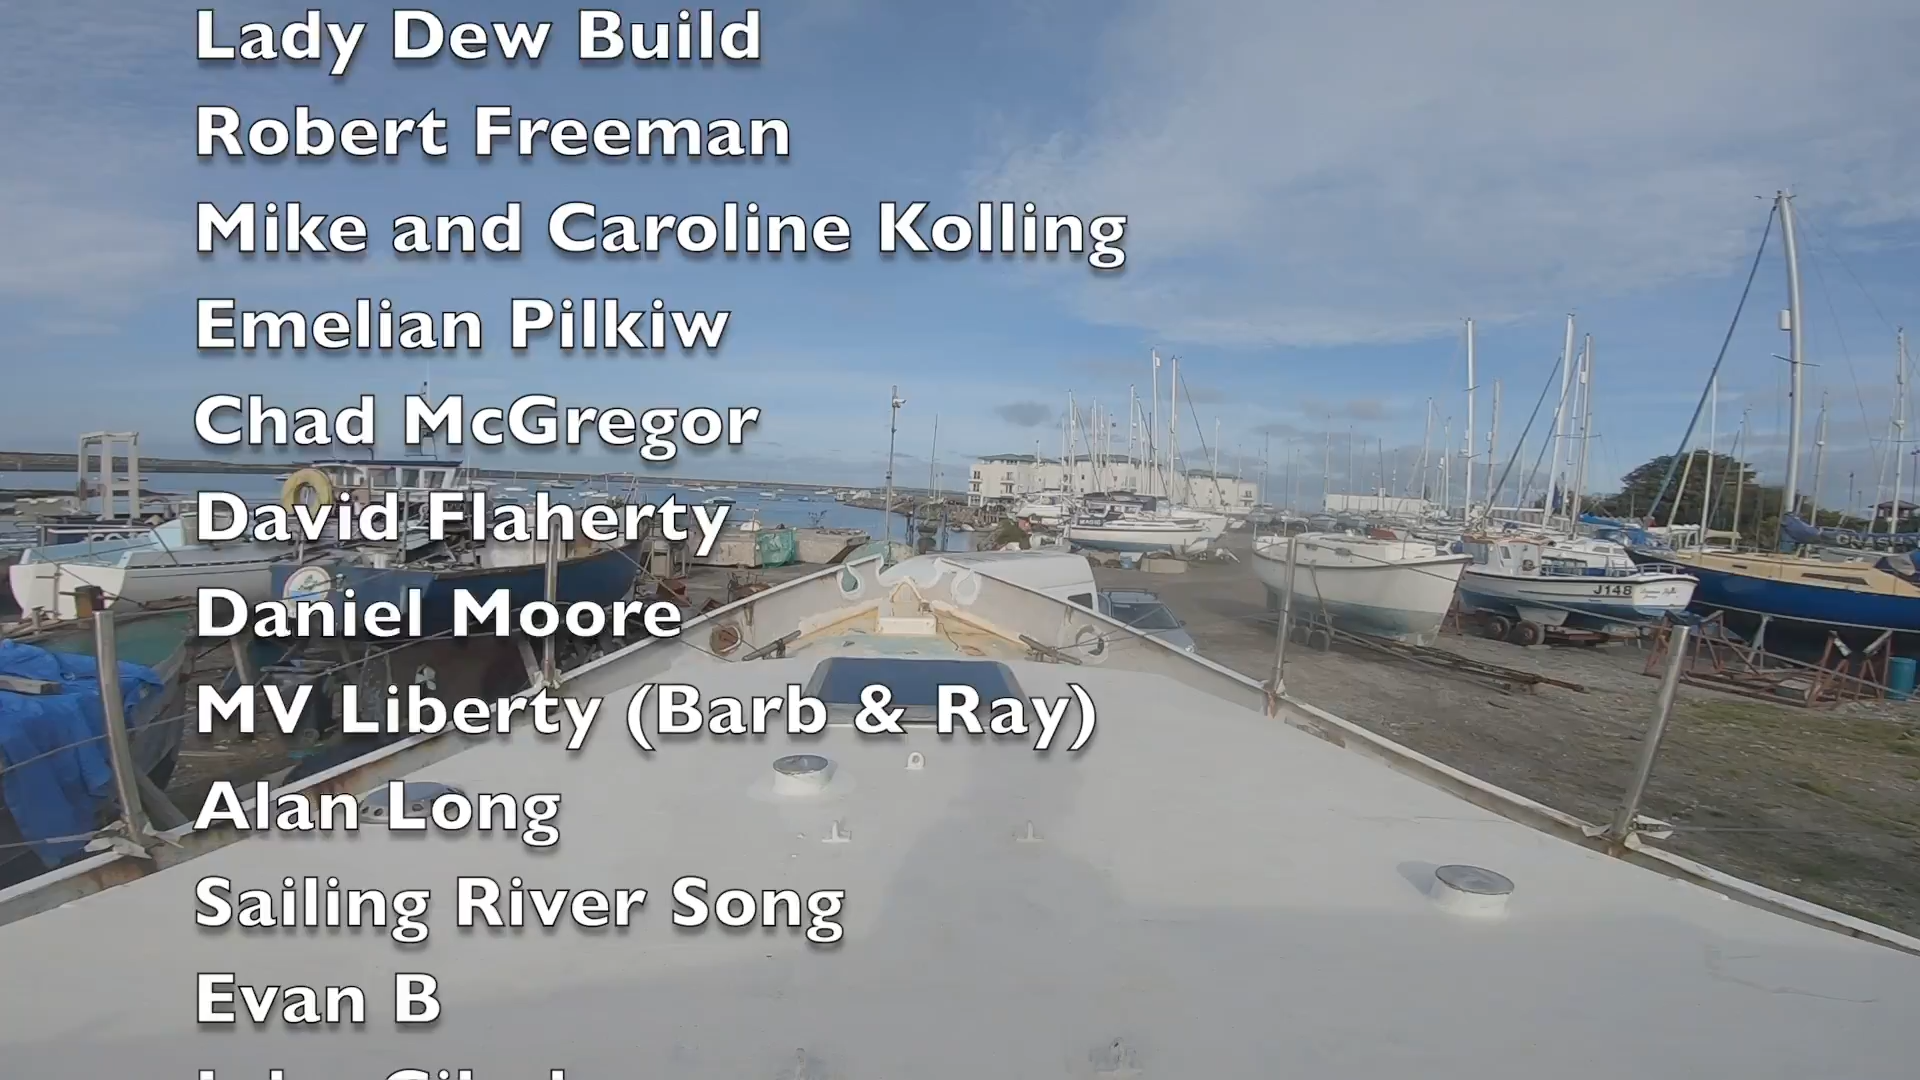 Lady Dew Build
Robert Freeman
Mike and Caroline Kolling
Emelian Pilkiw
Chad McGregor
David Flaherty
Daniel Moore
MV Liberty (Barb & Ray)
Alan Long
Sailing River Song
Evan B
J148